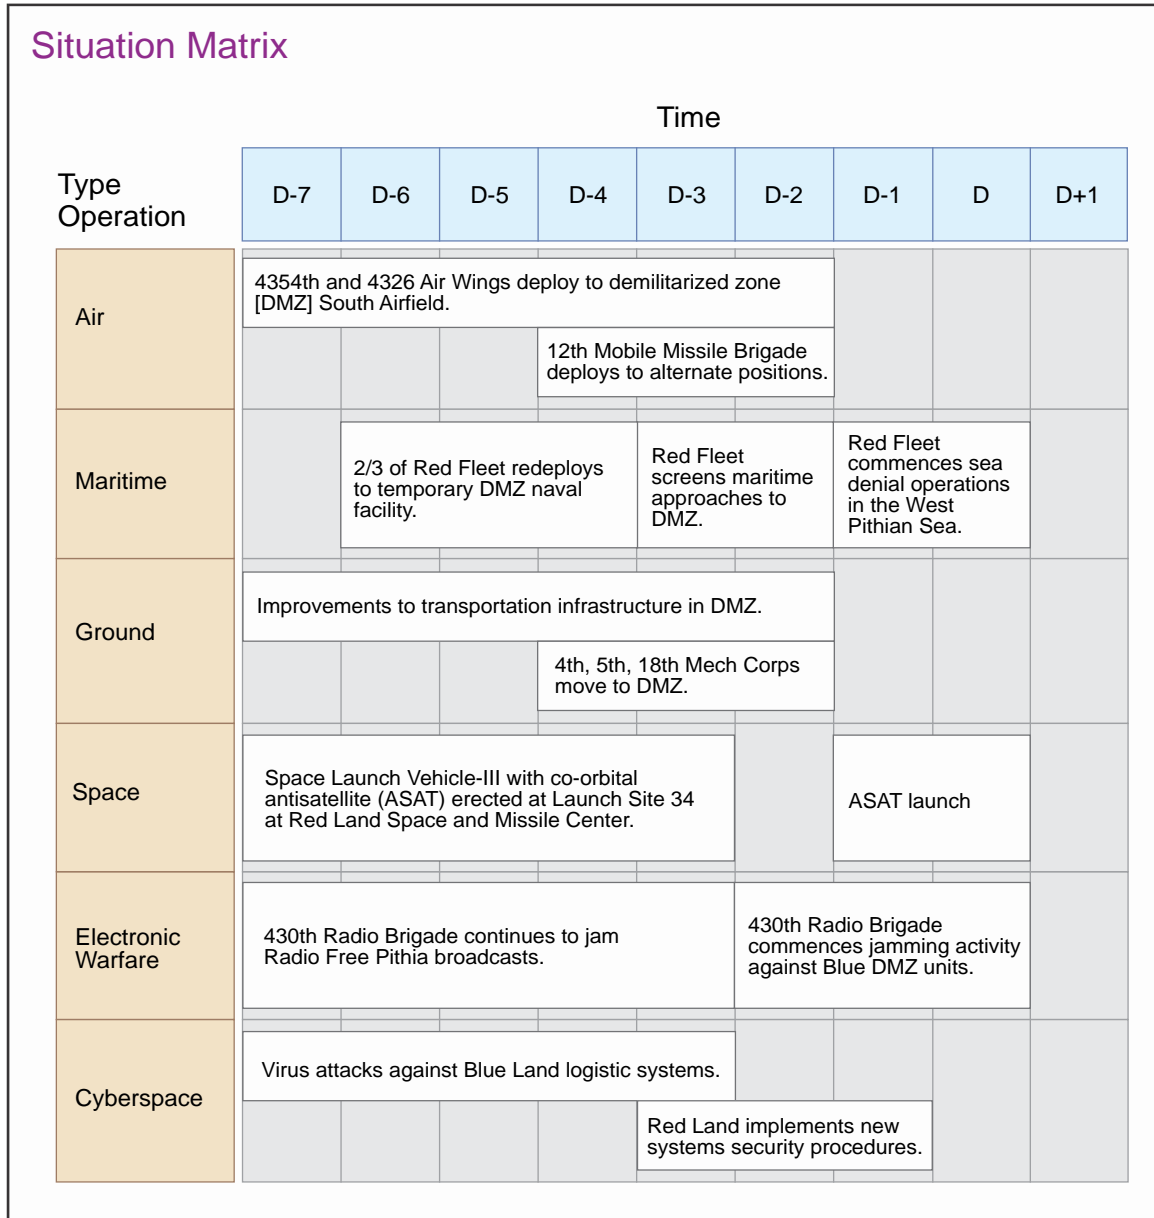 Situation Matrix
Time
Type
Operation
D-7
D-6
D-5
D-4
D-3
D-2
D-1
D
D+1
Air
4354th and 4326 Air Wings deploy to demilitarized zone
[DMZ] South Airfield.
12th Mobile Missile Brigade
deploys to alternate positions.
Maritime
2/3 of Red Fleet redeploys
to temporary DMZ naval
facility.
Red Fleet
screens maritime
approaches to
DMZ.
Red Fleet
commences sea
denial operations
in the West
Pithian Sea.
Ground
Improvements to transportation infrastructure in DMZ.
4th, 5th, 18th Mech Corps
move to DMZ.
Space
Space Launch Vehicle-III with co-orbital
antisatellite (ASAT) erected at Launch Site 34
at Red Land Space and Missile Center.
ASAT launch
Electronic
Warfare
430th Radio Brigade continues to jam
Radio Free Pithia broadcasts.
430th Radio Brigade
commences jamming activity
against Blue DMZ units.
Cyberspace
Virus attacks against Blue Land logistic systems.
Red Land implements new
systems security procedures.